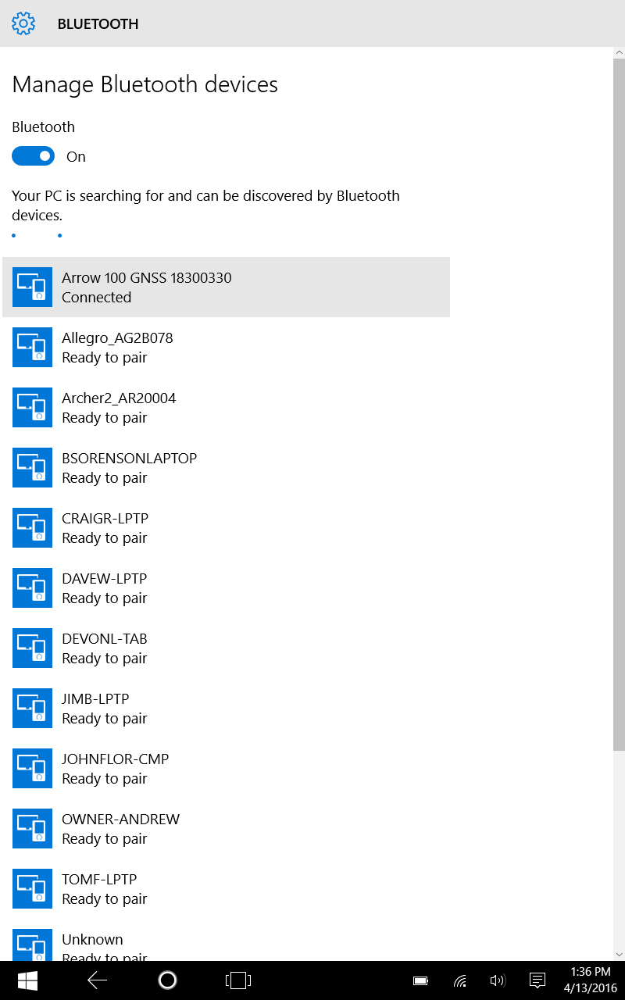 BLUETOOTH
Manage Bluetooth devices
Bluetooth
On
Your PC is searching for and can be discovered by Bluetooth
devices.
Arrow 100 GNSS 18300330
Connected
Allegro_AG2B078
Ready to pair
Archer2_AR20004
Ready to pair
BSORENSONLAPTOP
Ready to pair
CRAIGR-LPTP
Ready to pair
DAVEW-LPTP
Ready to pair
DEVONL-TAB
Ready to pair
JIMB-LPTP
Ready to pair
JOHNFLOR-CMP
Ready to pair
OWNER-ANDREW
Ready to pair
TOMF-LPTP
Ready to pair
Unknown
Ready to pair
1:36 PM
4/13/2016